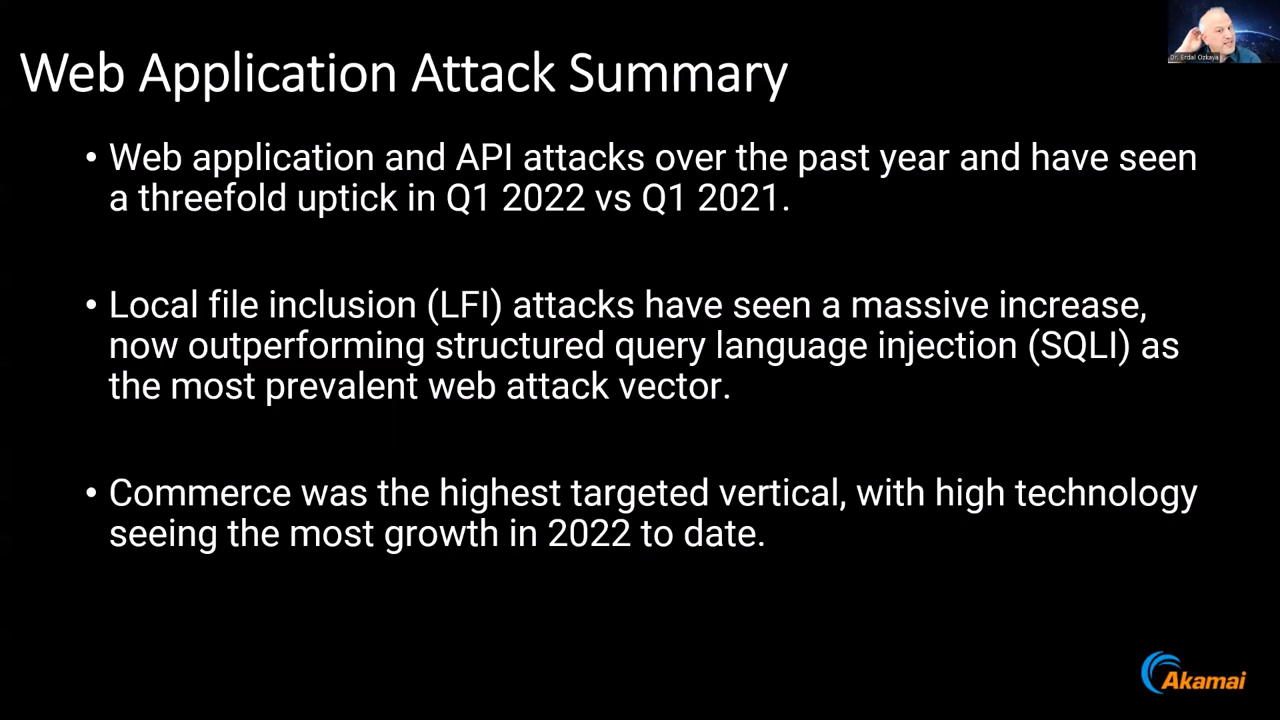 Web Application Attack Summary
Dr. Erdal Ozkaya
• Web application and API attacks over the past year and have seen
a threefold uptick in Q1 2022 vs Q1 2021.
• Local file inclusion (LFI) attacks have seen a massive increase,
now outperforming structured query language injection (SQLI) as
the most prevalent web attack vector.
• Commerce was the highest targeted vertical, with high technology
seeing the most growth in 2022 to date.
Akamai